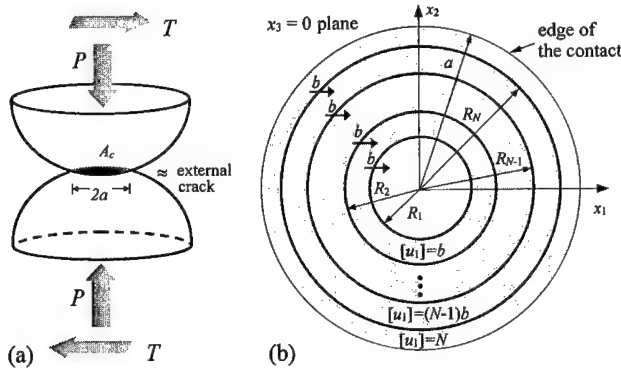 T
P
A_c
≈ external
crack
2a
P
T
(a)
x_3 = 0 plane
x_2
edge of
the contact
a
b
b
b
b
R_N
R_{N-1}
R_2
R_1
x_1
[u_1]=b
[u_1]=(N-1)b
[u_1]=N
(b)